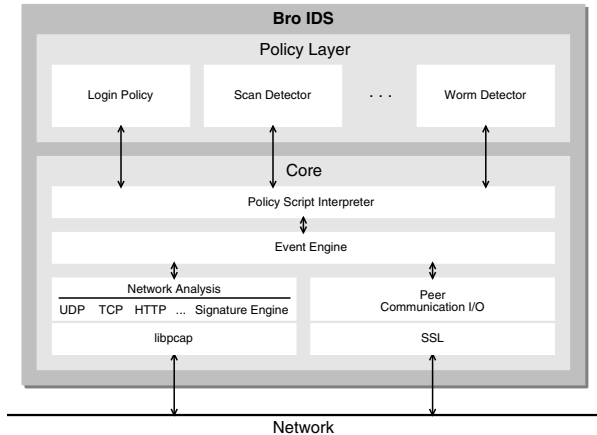 Bro IDS
Policy Layer
Login Policy
Scan Detector
. . .
Worm Detector
Core
Policy Script Interpreter
Event Engine
Network Analysis
UDP TCP HTTP ... Signature Engine
libpcap
Peer
Communication I/O
SSL
Network